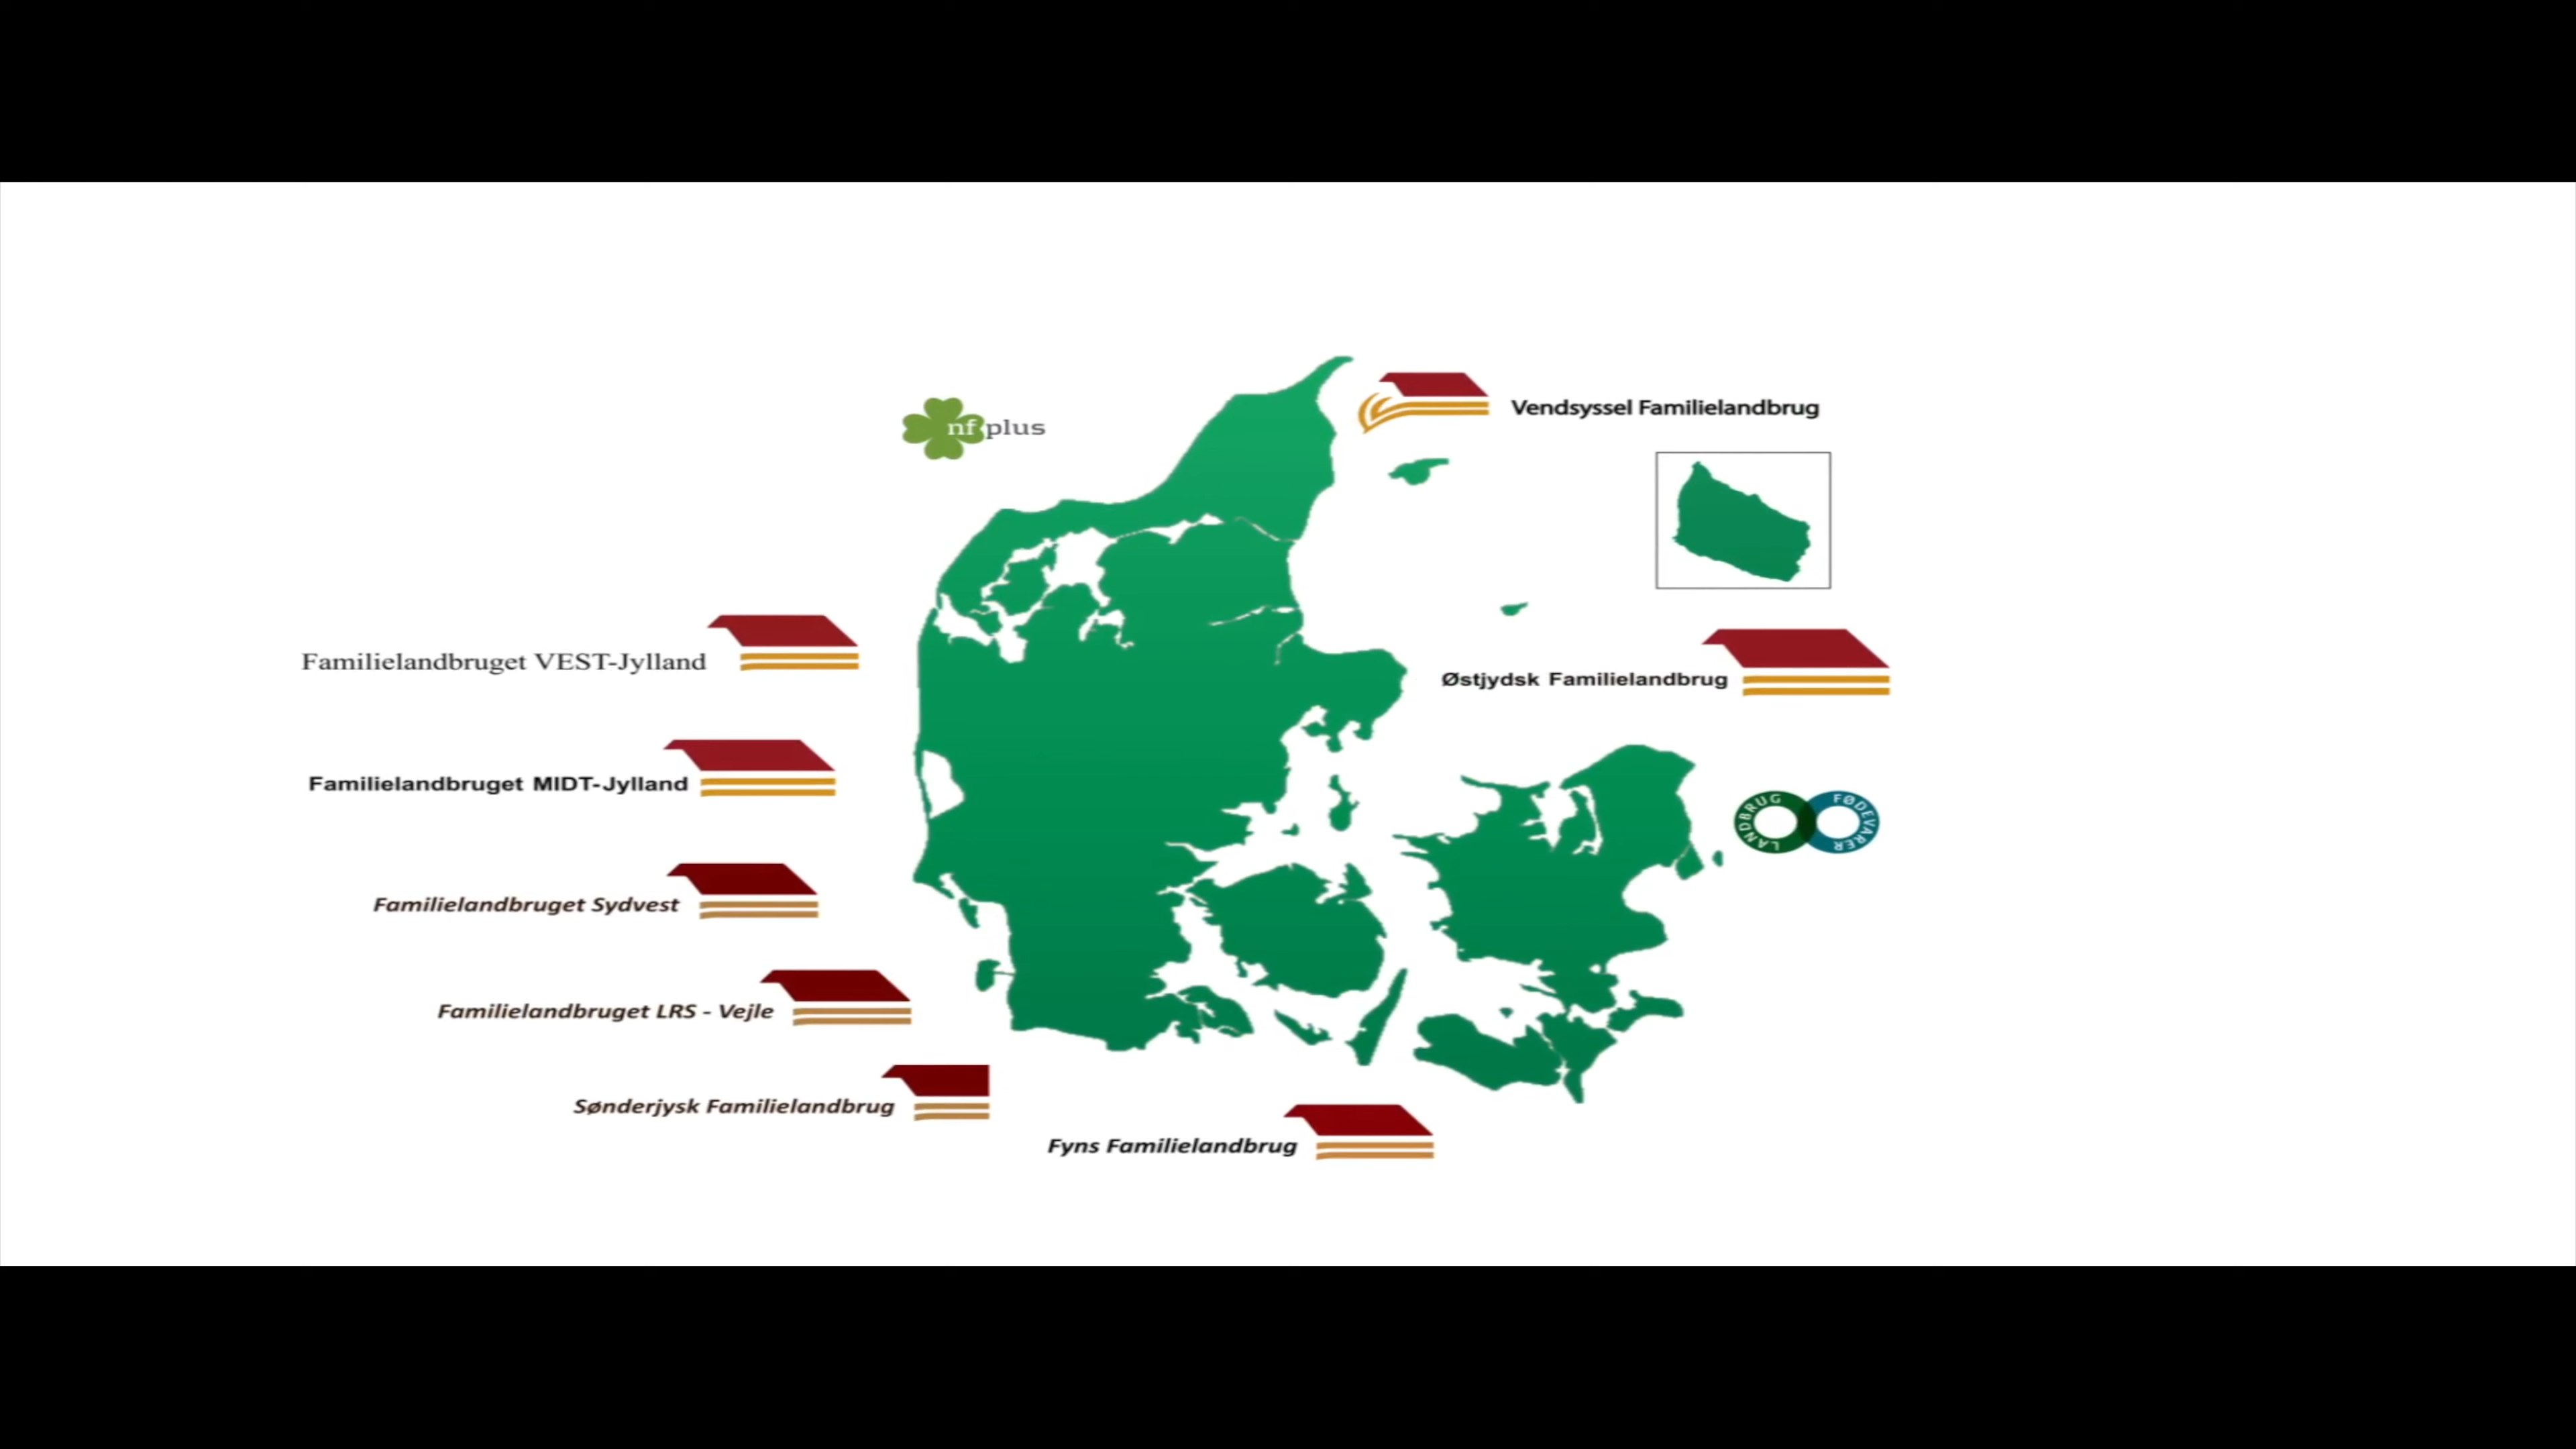 Vendsyssel Familielandbrug
nf plus
Familielandbruget VEST-Jylland
Østjydsk Familielandbrug
Familielandbruget MIDT-Jylland
LANDBRUG FØDEVARER
Familielandbruget Sydvest
Familielandbruget LRS - Vejle
Sønderjysk Familielandbrug
Fyns Familielandbrug